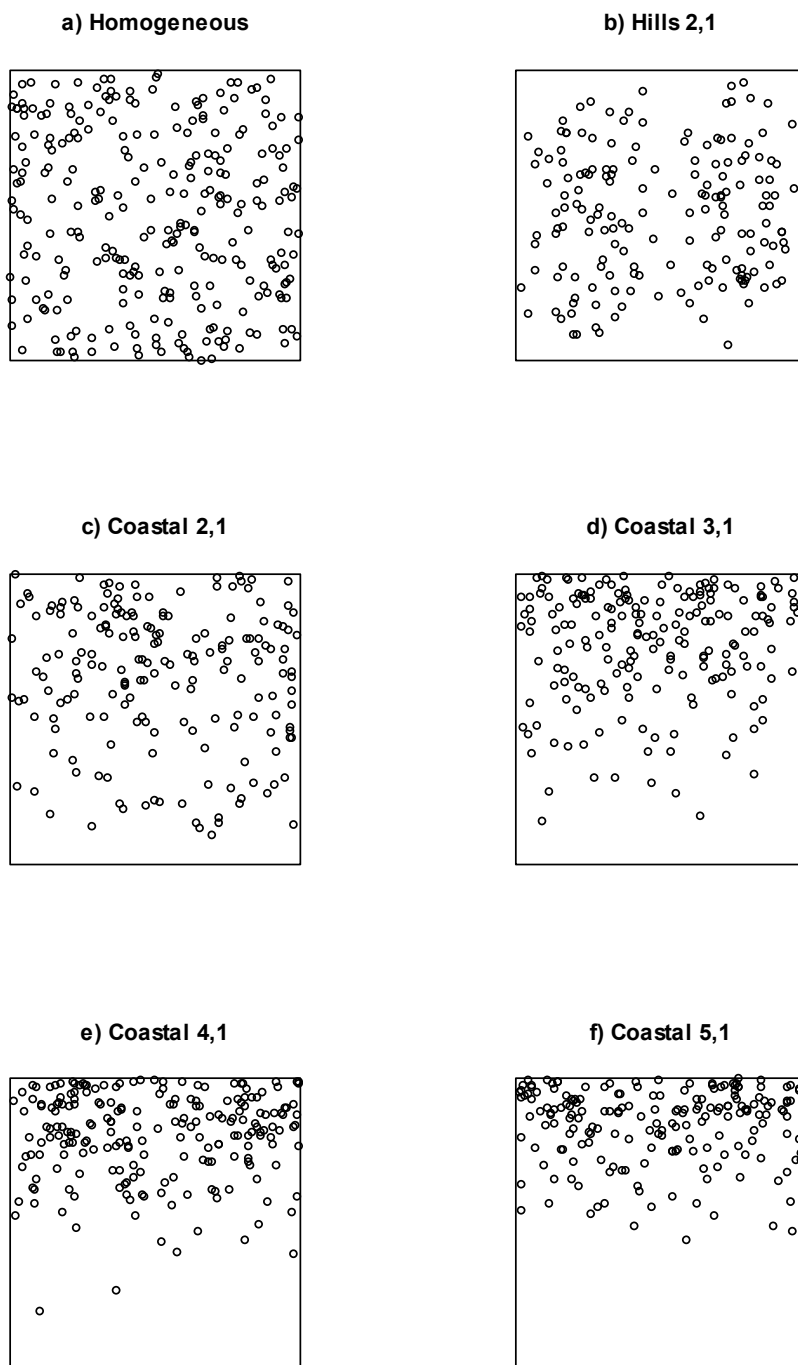 a) Homogeneous
b) Hills 2,1
c) Coastal 2,1
d) Coastal 3,1
e) Coastal 4,1
f) Coastal 5,1